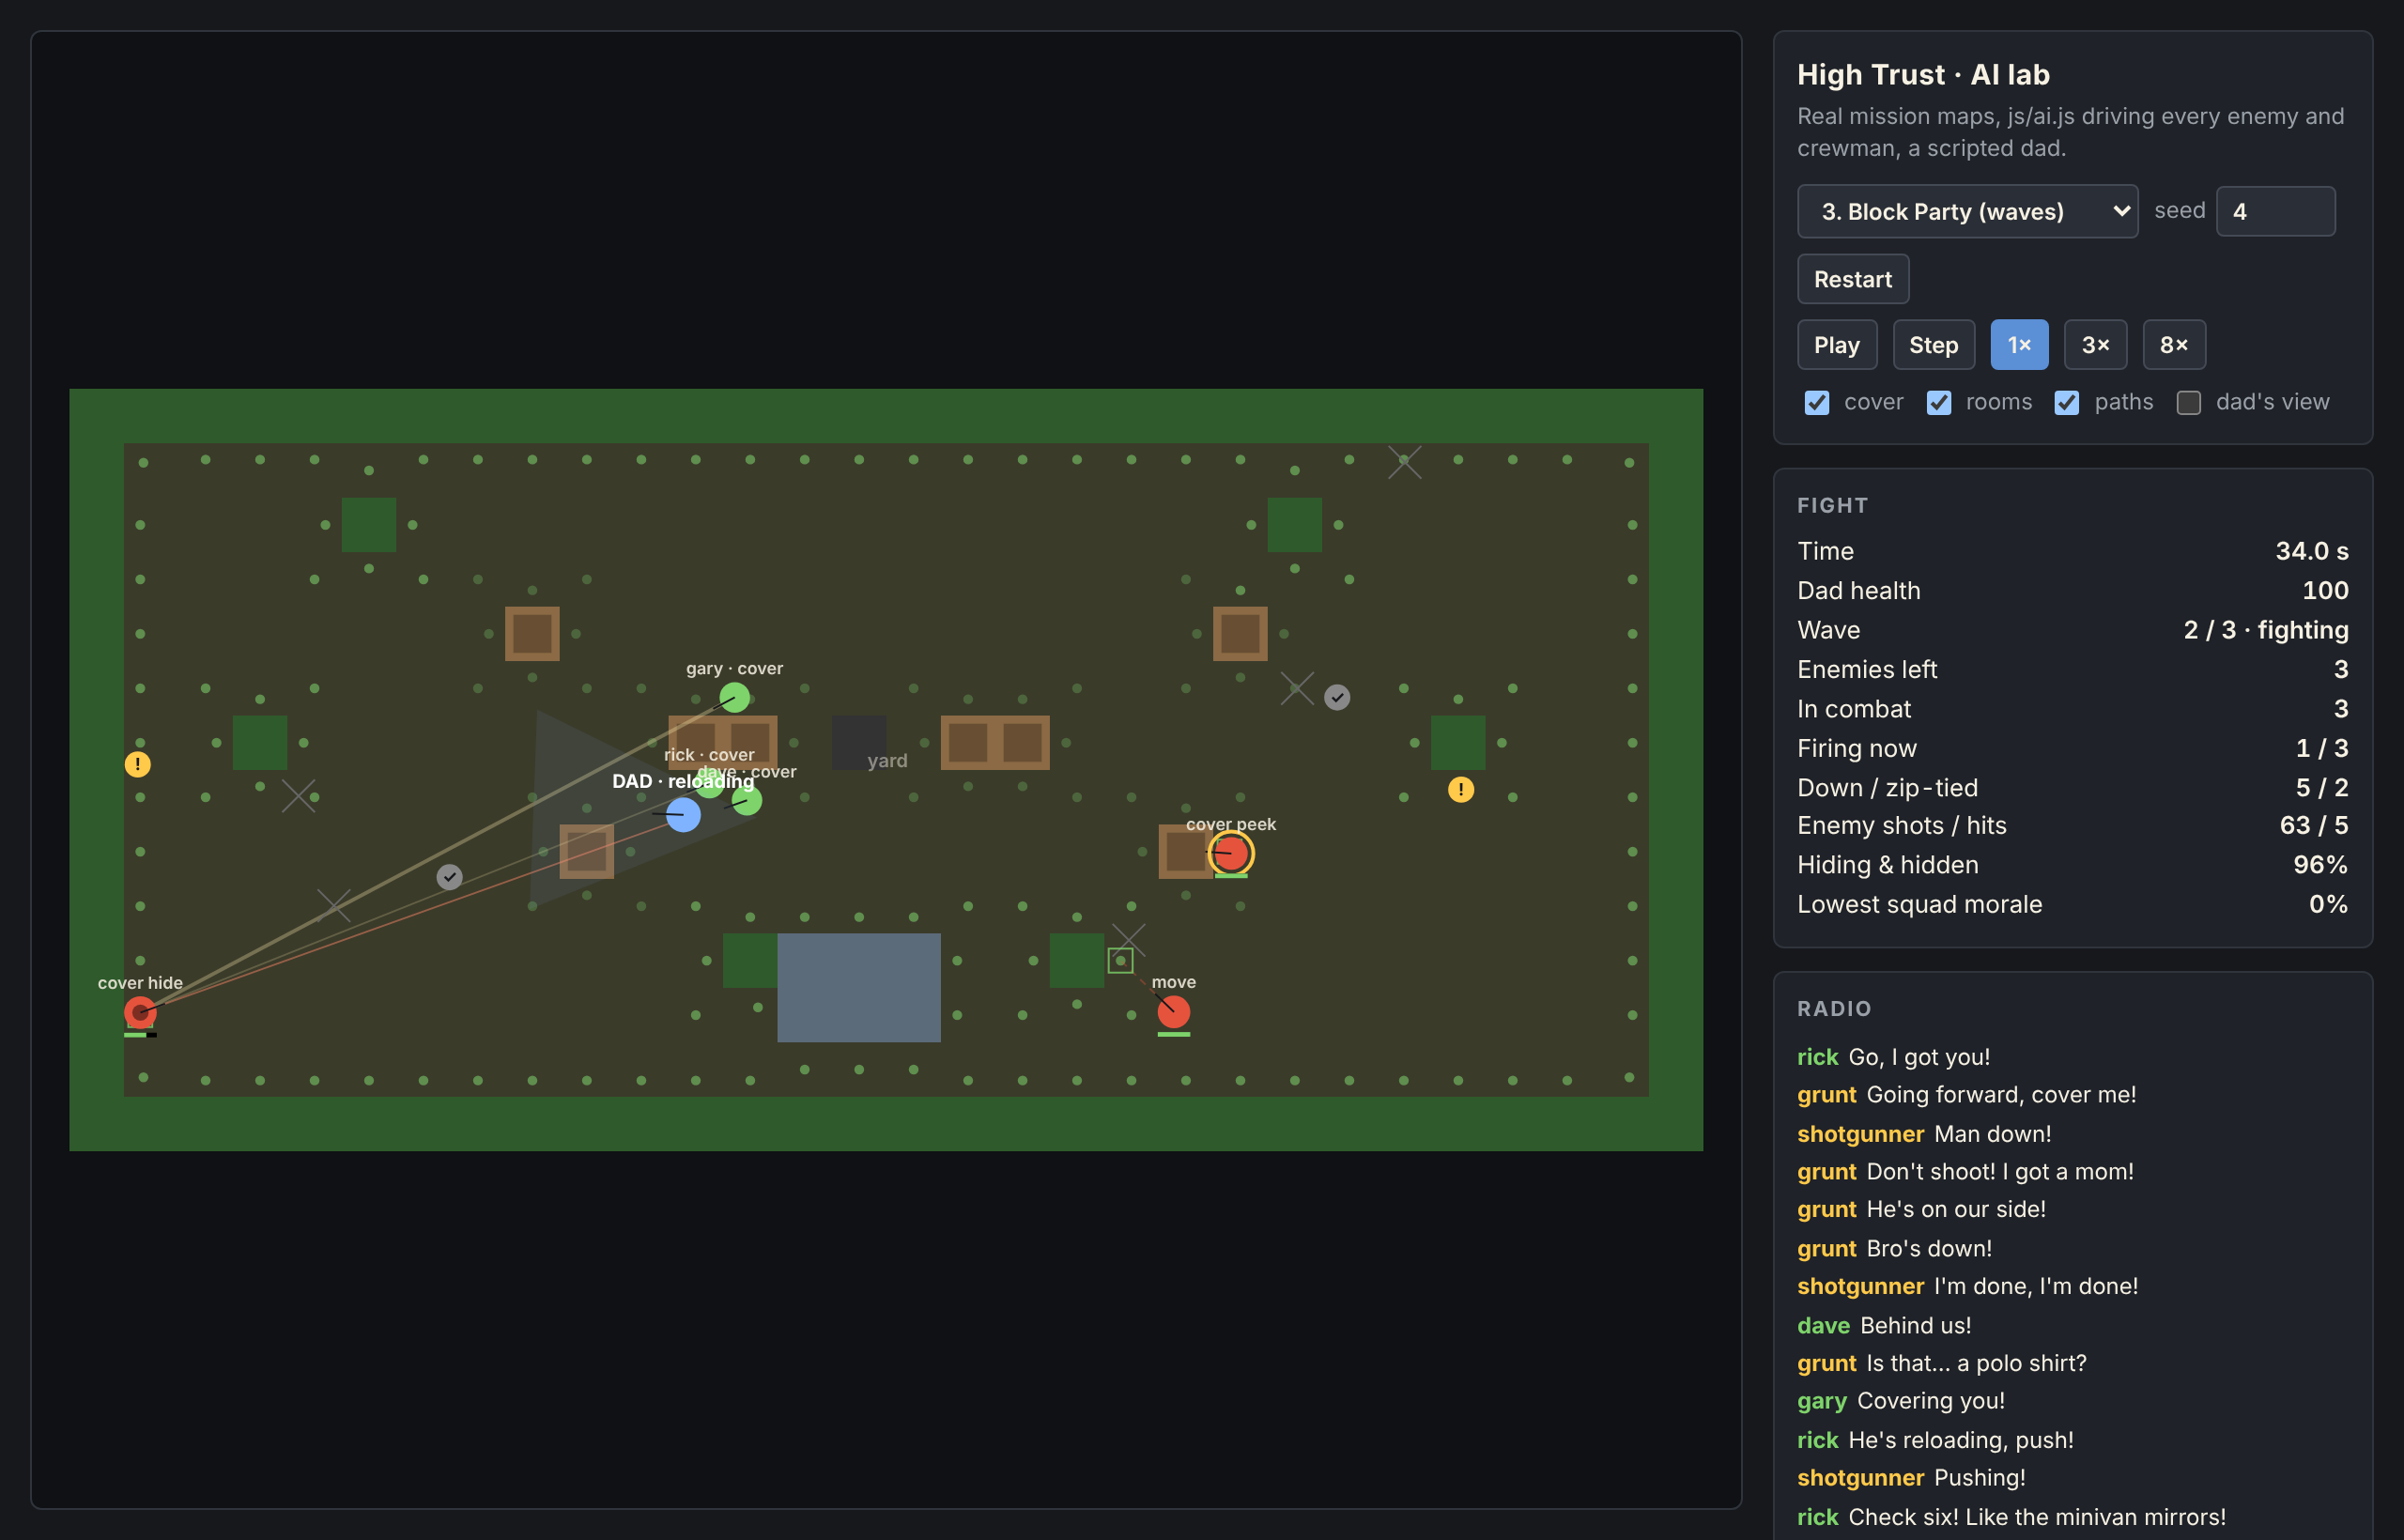 High Trust · AI lab
Real mission maps, js/ai.js driving every enemy and
crewman, a scripted dad.
3. Block Party (waves)
seed
4
Restart
Play
Step
1×
3×
8×
cover
rooms
paths
dad's view
FIGHT
Time 34.0 s
Dad health 100
Wave 2 / 3 · fighting
Enemies left 3
In combat 3
Firing now 1 / 3
Down / zip-tied 5 / 2
Enemy shots / hits 63 / 5
Hiding & hidden 96%
Lowest squad morale 0%
RADIO
rick Go, I got you!
grunt Going forward, cover me!
shotgunner Man down!
grunt Don't shoot! I got a mom!
grunt He's on our side!
grunt Bro's down!
shotgunner I'm done, I'm done!
dave Behind us!
grunt Is that... a polo shirt?
gary Covering you!
rick He's reloading, push!
shotgunner Pushing!
rick Check six! Like the minivan mirrors!
gary · cover
rick · cover
dave · cover
DAD · reloading
yard
!
!
cover peek
cover hide
move